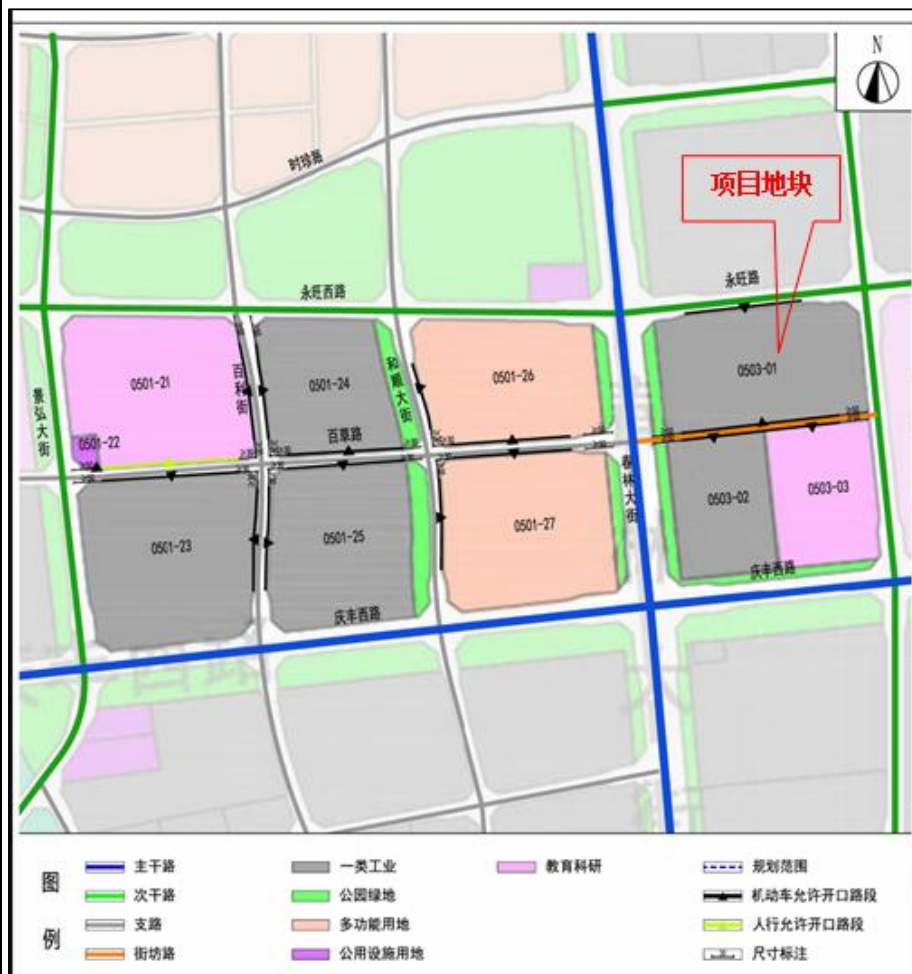 N
时珍路
项目地块
永旺西路
永旺路
0501-21
百利街
0501-24
和顺大街
0501-26
0503-01
景弘大街
0501-22
百草路
春林大街
0501-23
0501-25
0501-27
0503-02
0503-03
庆丰西路
庆丰西路
图例
主干路
一类工业
教育科研
规划范围
次干路
公园绿地
机动车允许开口路段
支路
多功能用地
人行允许开口路段
街坊路
公用设施用地
尺寸标注